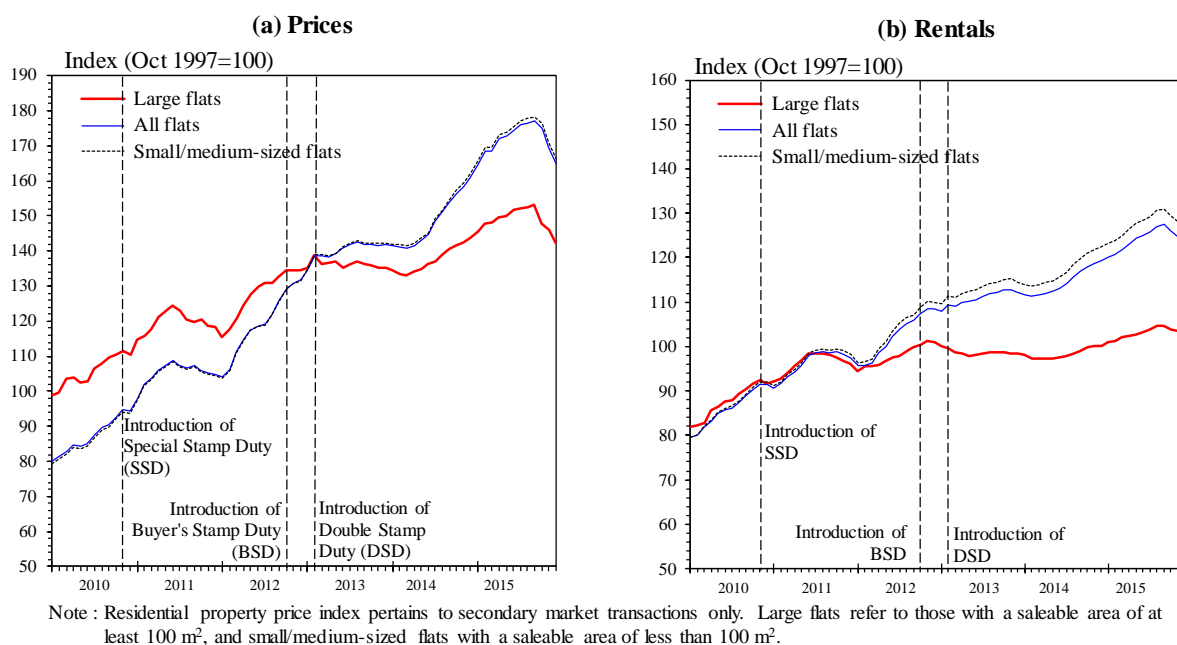 (a) Prices
Index (Oct 1997=100)
190
180
170
160
150
140
130
120
110
100
90
80
70
60
50
Large flats
All flats
Small/medium-sized flats
Introduction of
Special Stamp Duty
(SSD)
Introduction of
Buyer's Stamp Duty
(BSD)
Introduction of
Double Stamp
Duty (DSD)
2010 2011 2012 2013 2014 2015
(b) Rentals
Index (Oct 1997=100)
160
150
140
130
120
110
100
90
80
70
60
50
Large flats
All flats
Small/medium-sized flats
Introduction of
SSD
Introduction of
BSD
Introduction of
DSD
2010 2011 2012 2013 2014 2015
Note : Residential property price index pertains to secondary market transactions only. Large flats refer to those with a saleable area of at
least 100 m², and small/medium-sized flats with a saleable area of less than 100 m².